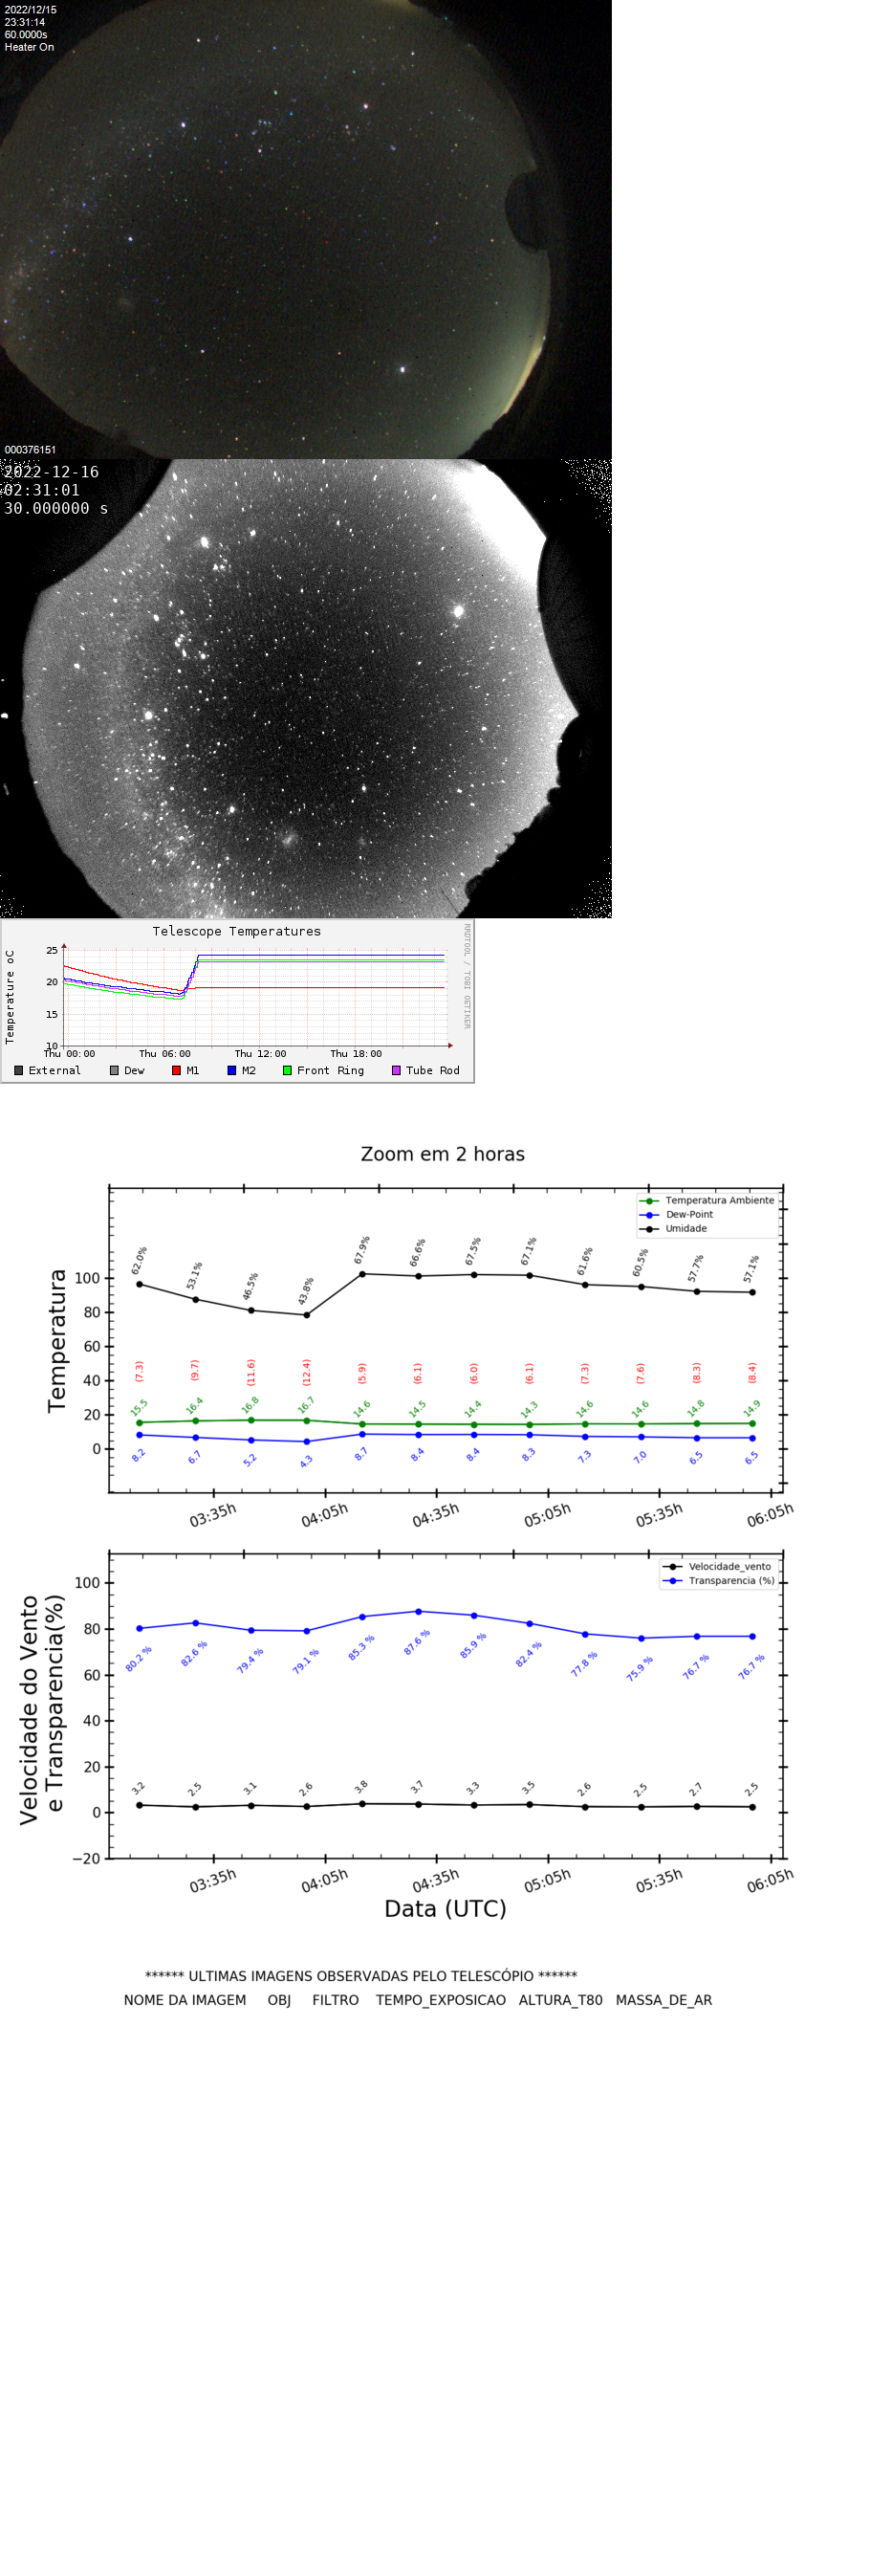 2022/12/15
23:31:14
60.0000s
Heater On
000376151
2022-12-16
02:31:01
30.000000 s
Telescope Temperatures
RRDTOOL / TOBI OETIKER
Temperature oC
25
20
15
10
Thu 00:00 Thu 06:00 Thu 12:00 Thu 18:00
External Dew M1 M2 Front Ring Tube Rod
Zoom em 2 horas
Temperatura Ambiente
Dew-Point
Umidade
Temperatura
100
80
60
40
20
0
62.0% 53.1% 46.5% 43.8% 67.9% 66.6% 67.5% 67.1% 61.6% 60.5% 57.7% 57.1%
(7.3) (9.7) (11.6) (12.4) (5.9) (6.1) (6.0) (6.1) (7.3) (7.6) (8.3) (8.4)
15.5 16.4 16.8 16.7 14.6 14.5 14.4 14.3 14.6 14.6 14.8 14.9
8.2 6.7 5.2 4.3 8.7 8.4 8.4 8.3 7.3 7.0 6.5 6.5
03:35h 04:05h 04:35h 05:05h 05:35h 06:05h
Velocidade_vento
Transparencia (%)
Velocidade do Vento
e Transparencia(%)
100
80
60
40
20
0
−20
80.2 % 82.6 % 79.4 % 79.1 % 85.3 % 87.6 % 85.9 % 82.4 % 77.8 % 75.9 % 76.7 % 76.7 %
3.2 2.5 3.1 2.6 3.8 3.7 3.3 3.5 2.6 2.5 2.7 2.5
03:35h 04:05h 04:35h 05:05h 05:35h 06:05h
Data (UTC)
****** ULTIMAS IMAGENS OBSERVADAS PELO TELESCÓPIO ******
NOME DA IMAGEM OBJ FILTRO TEMPO_EXPOSICAO ALTURA_T80 MASSA_DE_AR